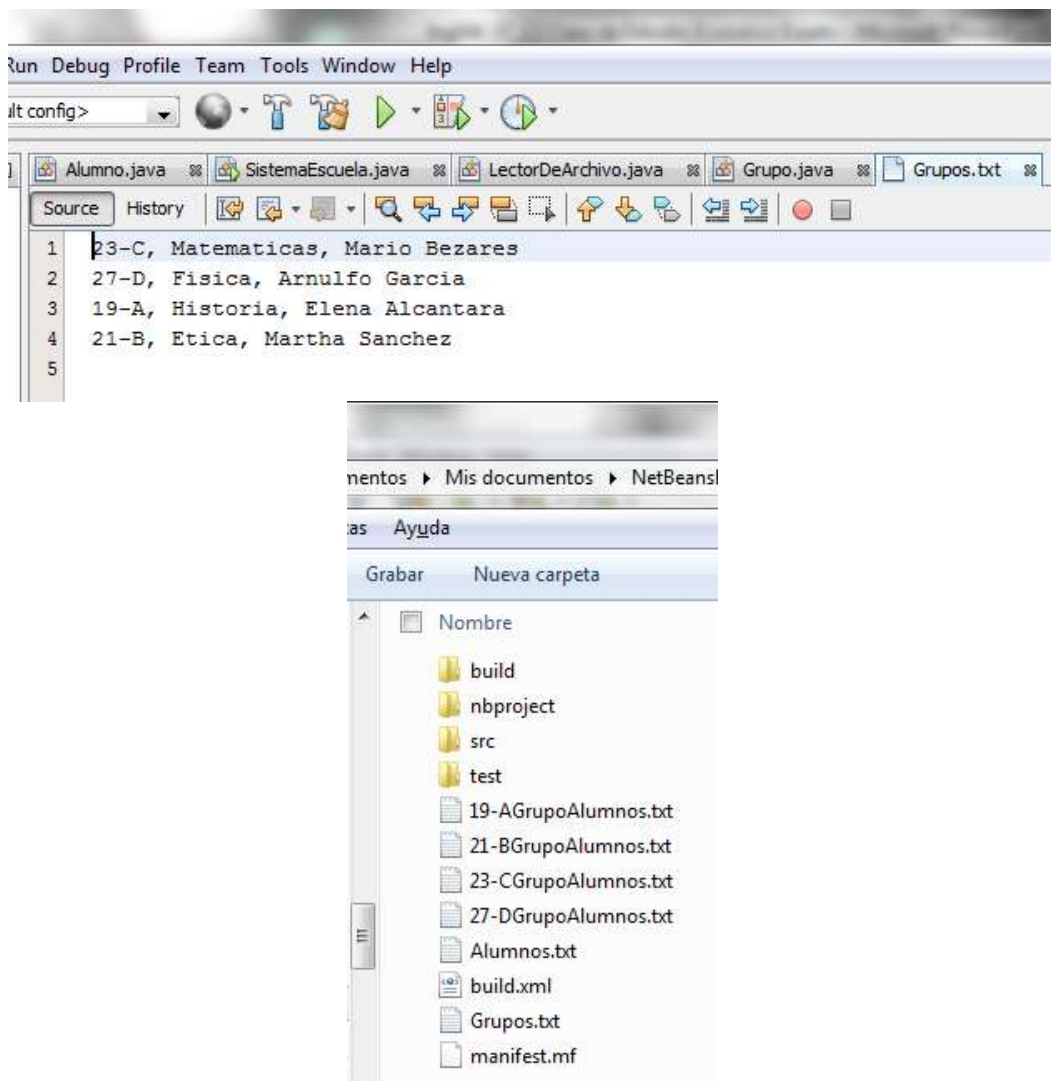 Run Debug Profile Team Tools Window Help
ult config>
Alumno.java SistemaEscuela.java LectorDeArchivo.java Grupo.java Grupos.txt
Source History
1 23-C, Matematicas, Mario Bezares
2 27-D, Fisica, Arnulfo Garcia
3 19-A, Historia, Elena Alcantara
4 21-B, Etica, Martha Sanchez
5
mentos ▸ Mis documentos ▸ NetBeans
as Ayuda
Grabar Nueva carpeta
Nombre
build
nbproject
src
test
19-AGrupoAlumnos.txt
21-BGrupoAlumnos.txt
23-CGrupoAlumnos.txt
27-DGrupoAlumnos.txt
Alumnos.txt
build.xml
Grupos.txt
manifest.mf